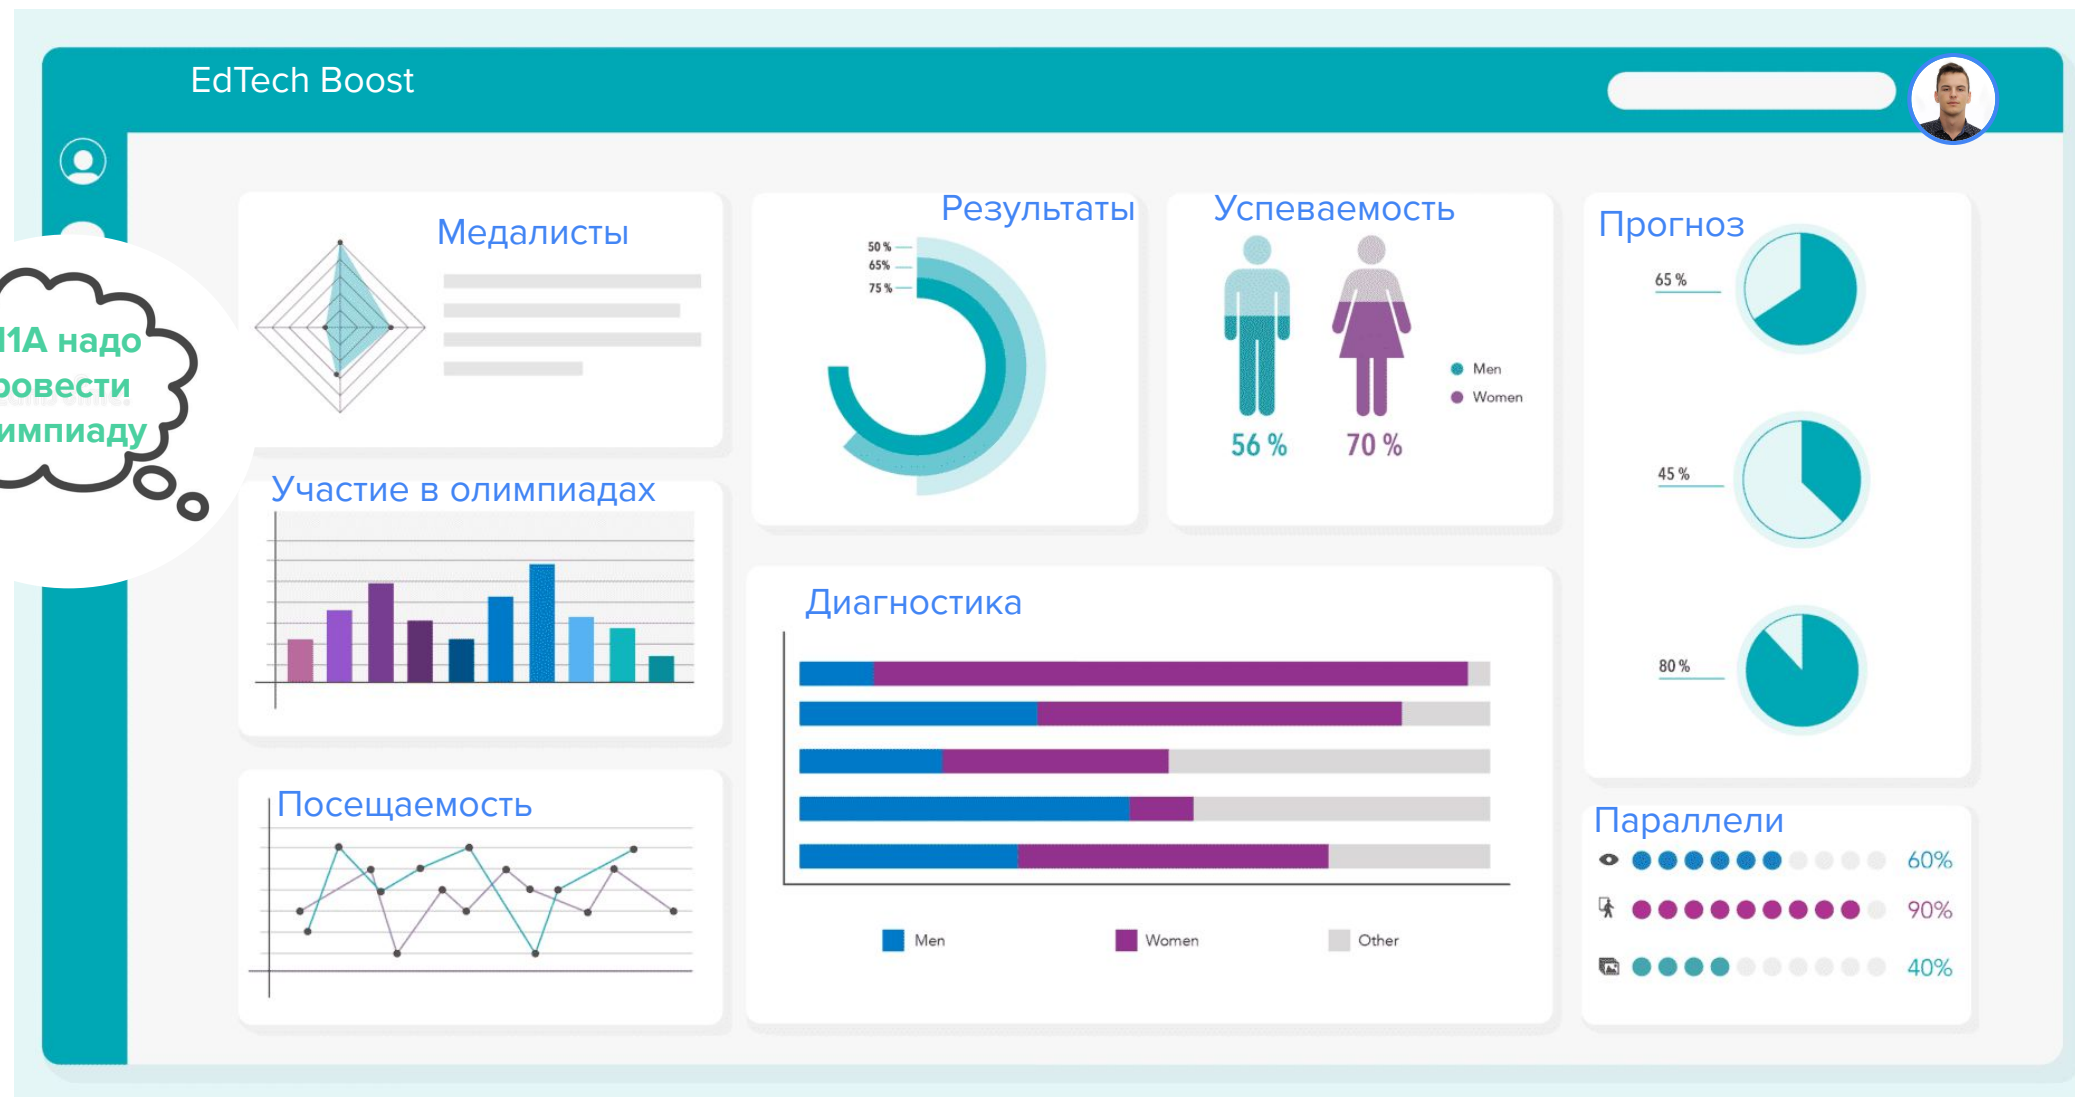 EdTech Boost
Медалисты
Результаты
50 %
65%
75 %
Успеваемость
Men
Women
56 %
70 %
Прогноз
65 %
45 %
80 %
11А надо
ровести
импиаду
Участие в олимпиадах
Диагностика
Men
Women
Other
Посещаемость
Параллели
60%
90%
40%